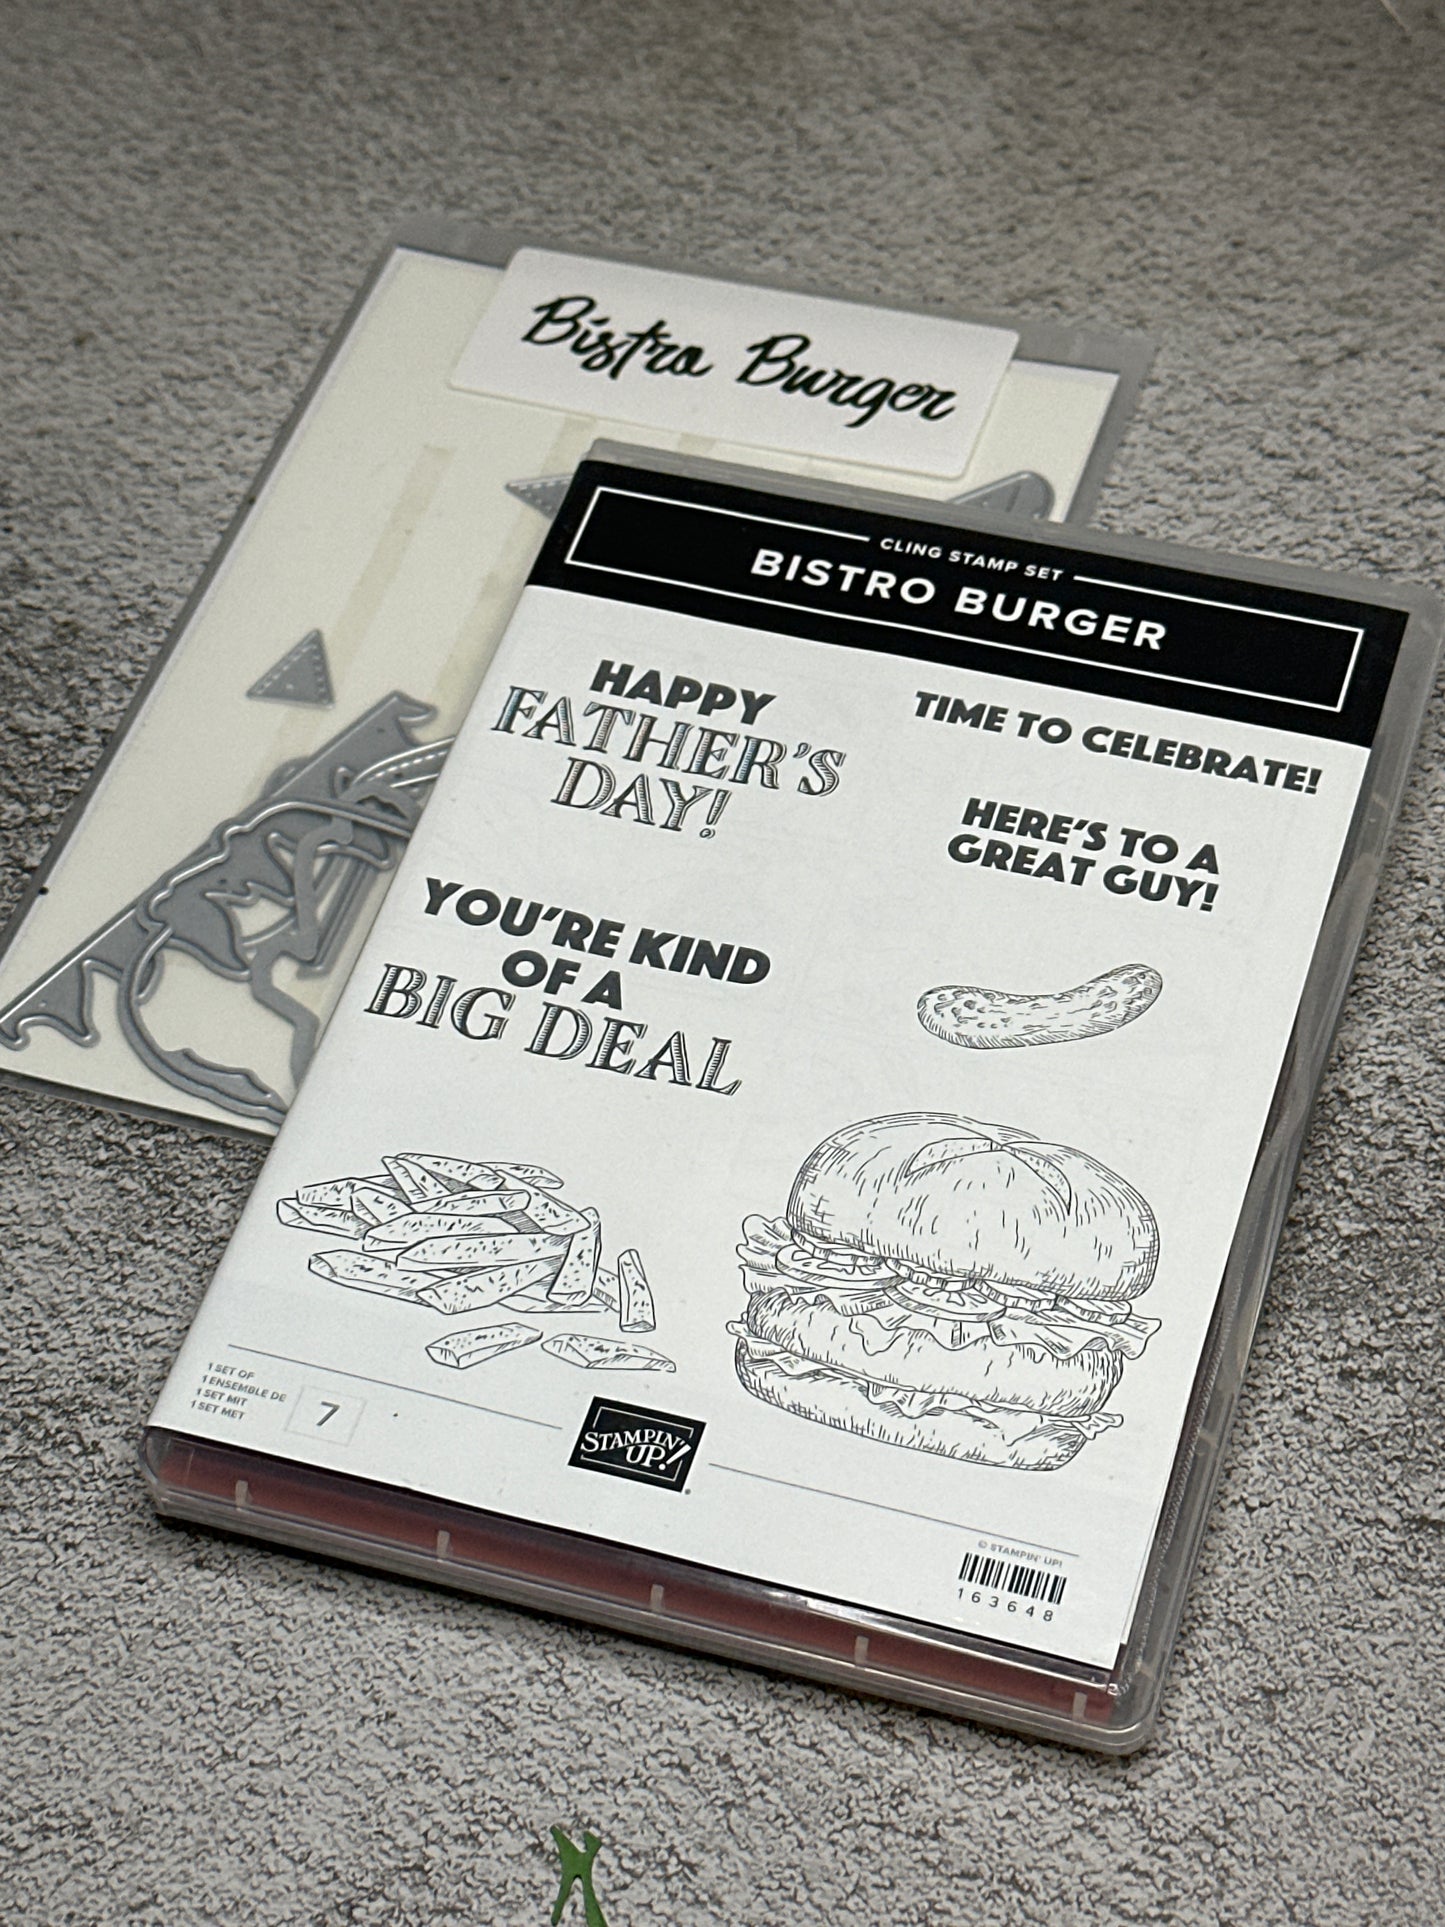 Bistro Burger
CLING STAMP SET
BISTRO BURGER
HAPPY
FATHER'S
DAY!
TIME TO CELEBRATE!
HERE'S TO A
GREAT GUY!
YOU'RE KIND
OF A
BIG DEAL
1 SET OF
1 ENSEMBLE DE
1 SET MIT
1 SET MET
7
STAMPIN'
UP!
© STAMPIN' UP!
163648